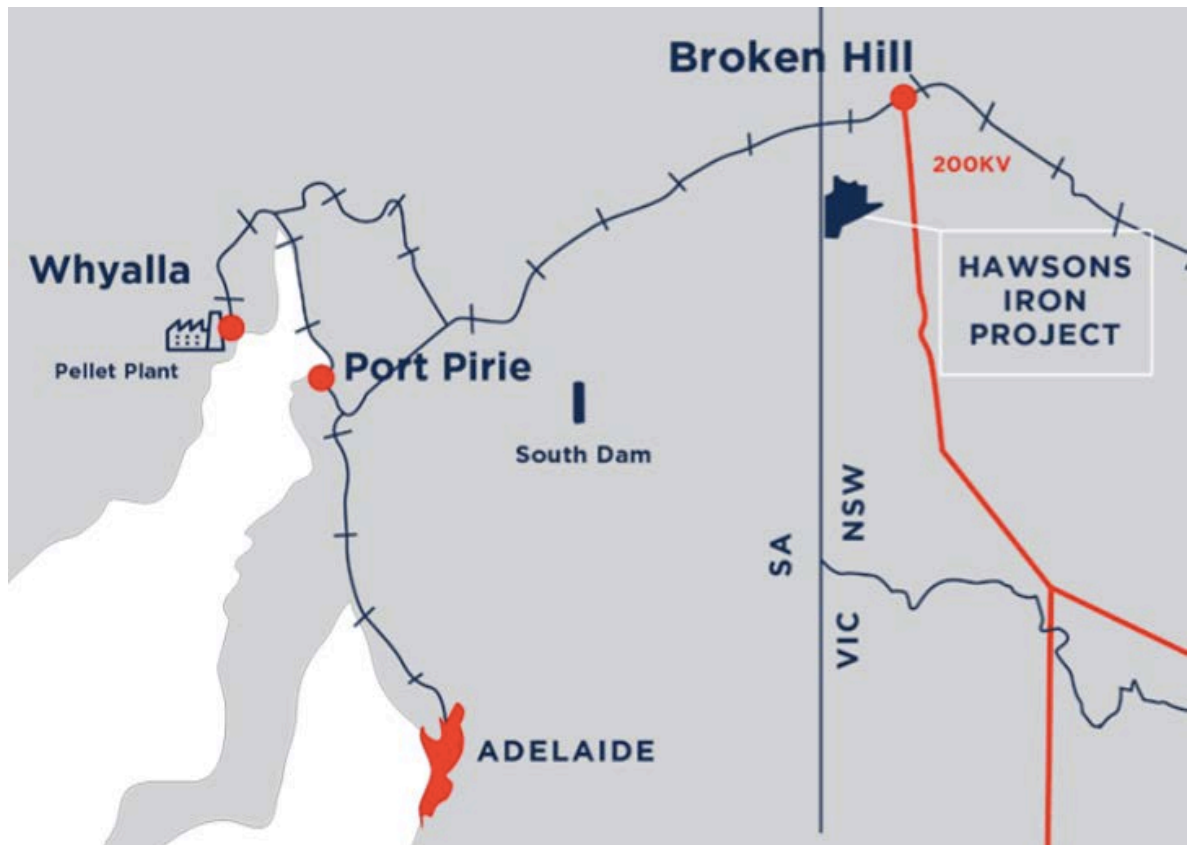 Broken Hill
200KV
Whyalla
HAWSONS
IRON
PROJECT
Pellet Plant
Port Pirie
South Dam
NSW
SA
VIC
ADELAIDE